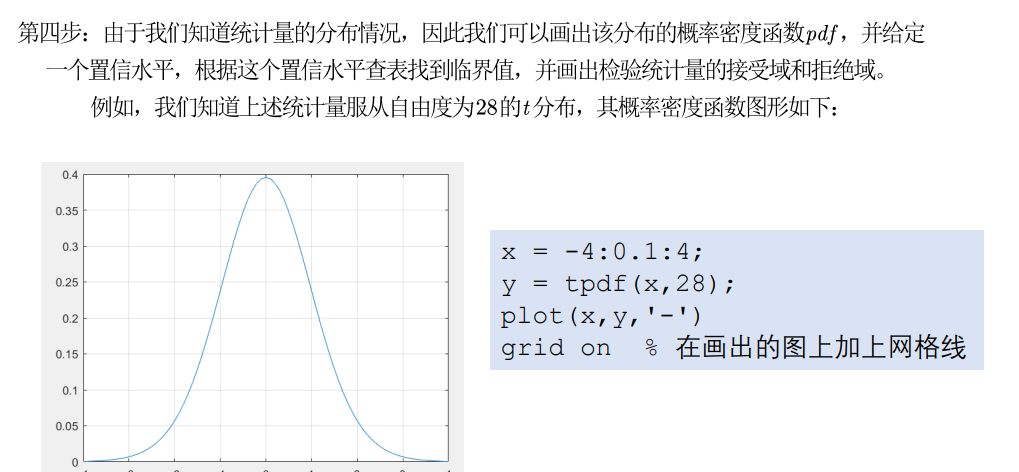 第四步：由于我们知道统计量的分布情况，因此我们可以画出该分布的概率密度函数pdf，并给定
一个置信水平，根据这个置信水平查表找到临界值，并画出检验统计量的接受域和拒绝域。
例如，我们知道上述统计量服从自由度为28的t分布，其概率密度函数图形如下：
0.4
0.35
0.3
0.25
0.2
0.15
0.1
0.05
0
x = -4:0.1:4;
y = tpdf(x,28);
plot(x,y,'-')
grid on  % 在画出的图上加上网格线